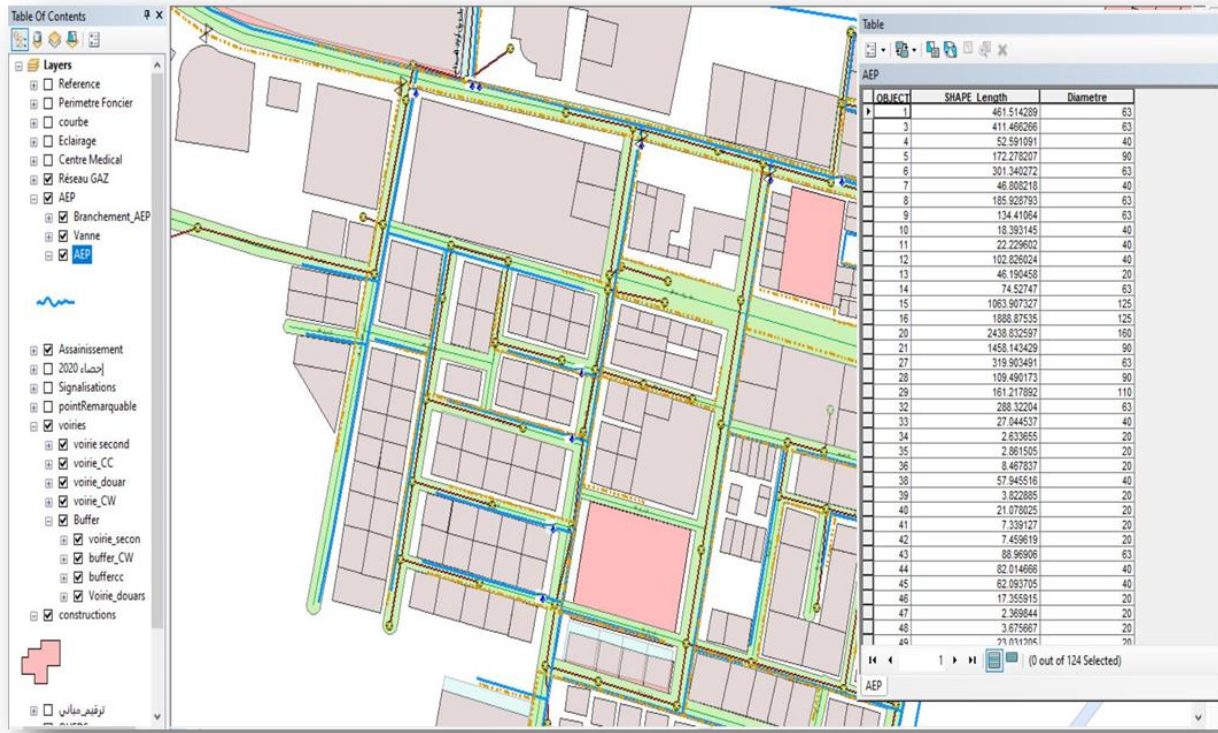 Table Of Contents
Layers
Reference
Perimetre Foncier
courbe
Eclairage
Centre Medical
Réseau GAZ
AEP
Branchement_AEP
Vanne
AEP
Assainissement
إحصاء 2020
Signalisations
pointRemarquable
voiries
voirie second
voirie_CC
voirie_douar
voirie_CW
Buffer
voirie_secon
buffer_CW
buffercc
Voirie_douars
constructions
ترقيم_مباني
Table
AEP
OBJECT SHAPE Length Diametre
1 461.514289 63
3 411.466266 63
4 52.591091 40
5 172.278207 90
6 301.340272 63
7 46.808218 40
8 185.928793 63
9 134.41064 63
10 18.393145 40
11 22.229602 40
12 102.826024 40
13 46.190458 20
14 74.52747 63
15 1063.907327 125
16 1888.87535 125
20 2438.832597 160
21 1458.143429 90
27 319.903491 63
28 109.490173 90
29 161.217892 110
32 288.32204 63
33 27.044537 40
34 2.633655 20
35 2.861505 20
36 8.467837 20
38 57.945516 40
39 3.822885 20
40 21.078025 20
41 7.339127 20
42 7.459619 20
43 88.96906 63
44 82.014666 40
45 62.093705 40
46 17.355915 20
47 2.369844 20
48 3.675667 20
49 23.031205 20
1 (0 out of 124 Selected)
AEP